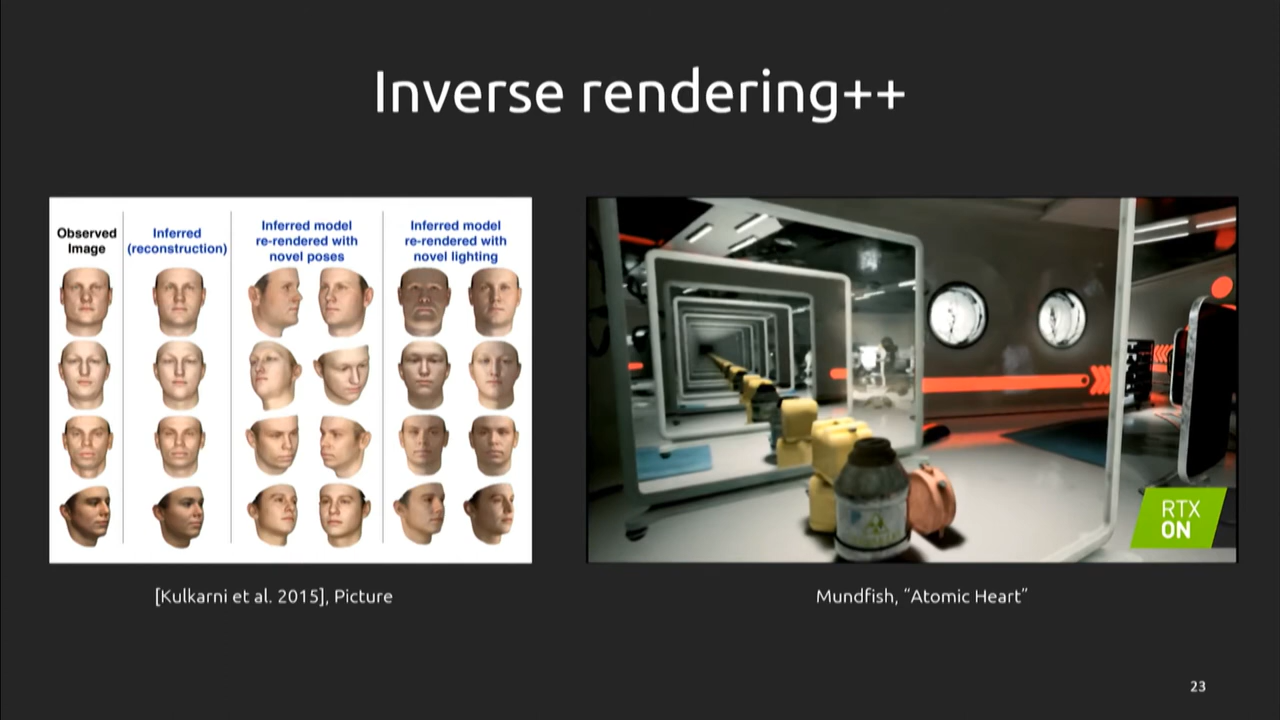 Inverse rendering++
Observed
Image
Inferred
(reconstruction)
Inferred model
re-rendered with
novel poses
Inferred model
re-rendered with
novel lighting
RTX
ON
[Kulkarni et al. 2015], Picture
Mundfish, “Atomic Heart”
23